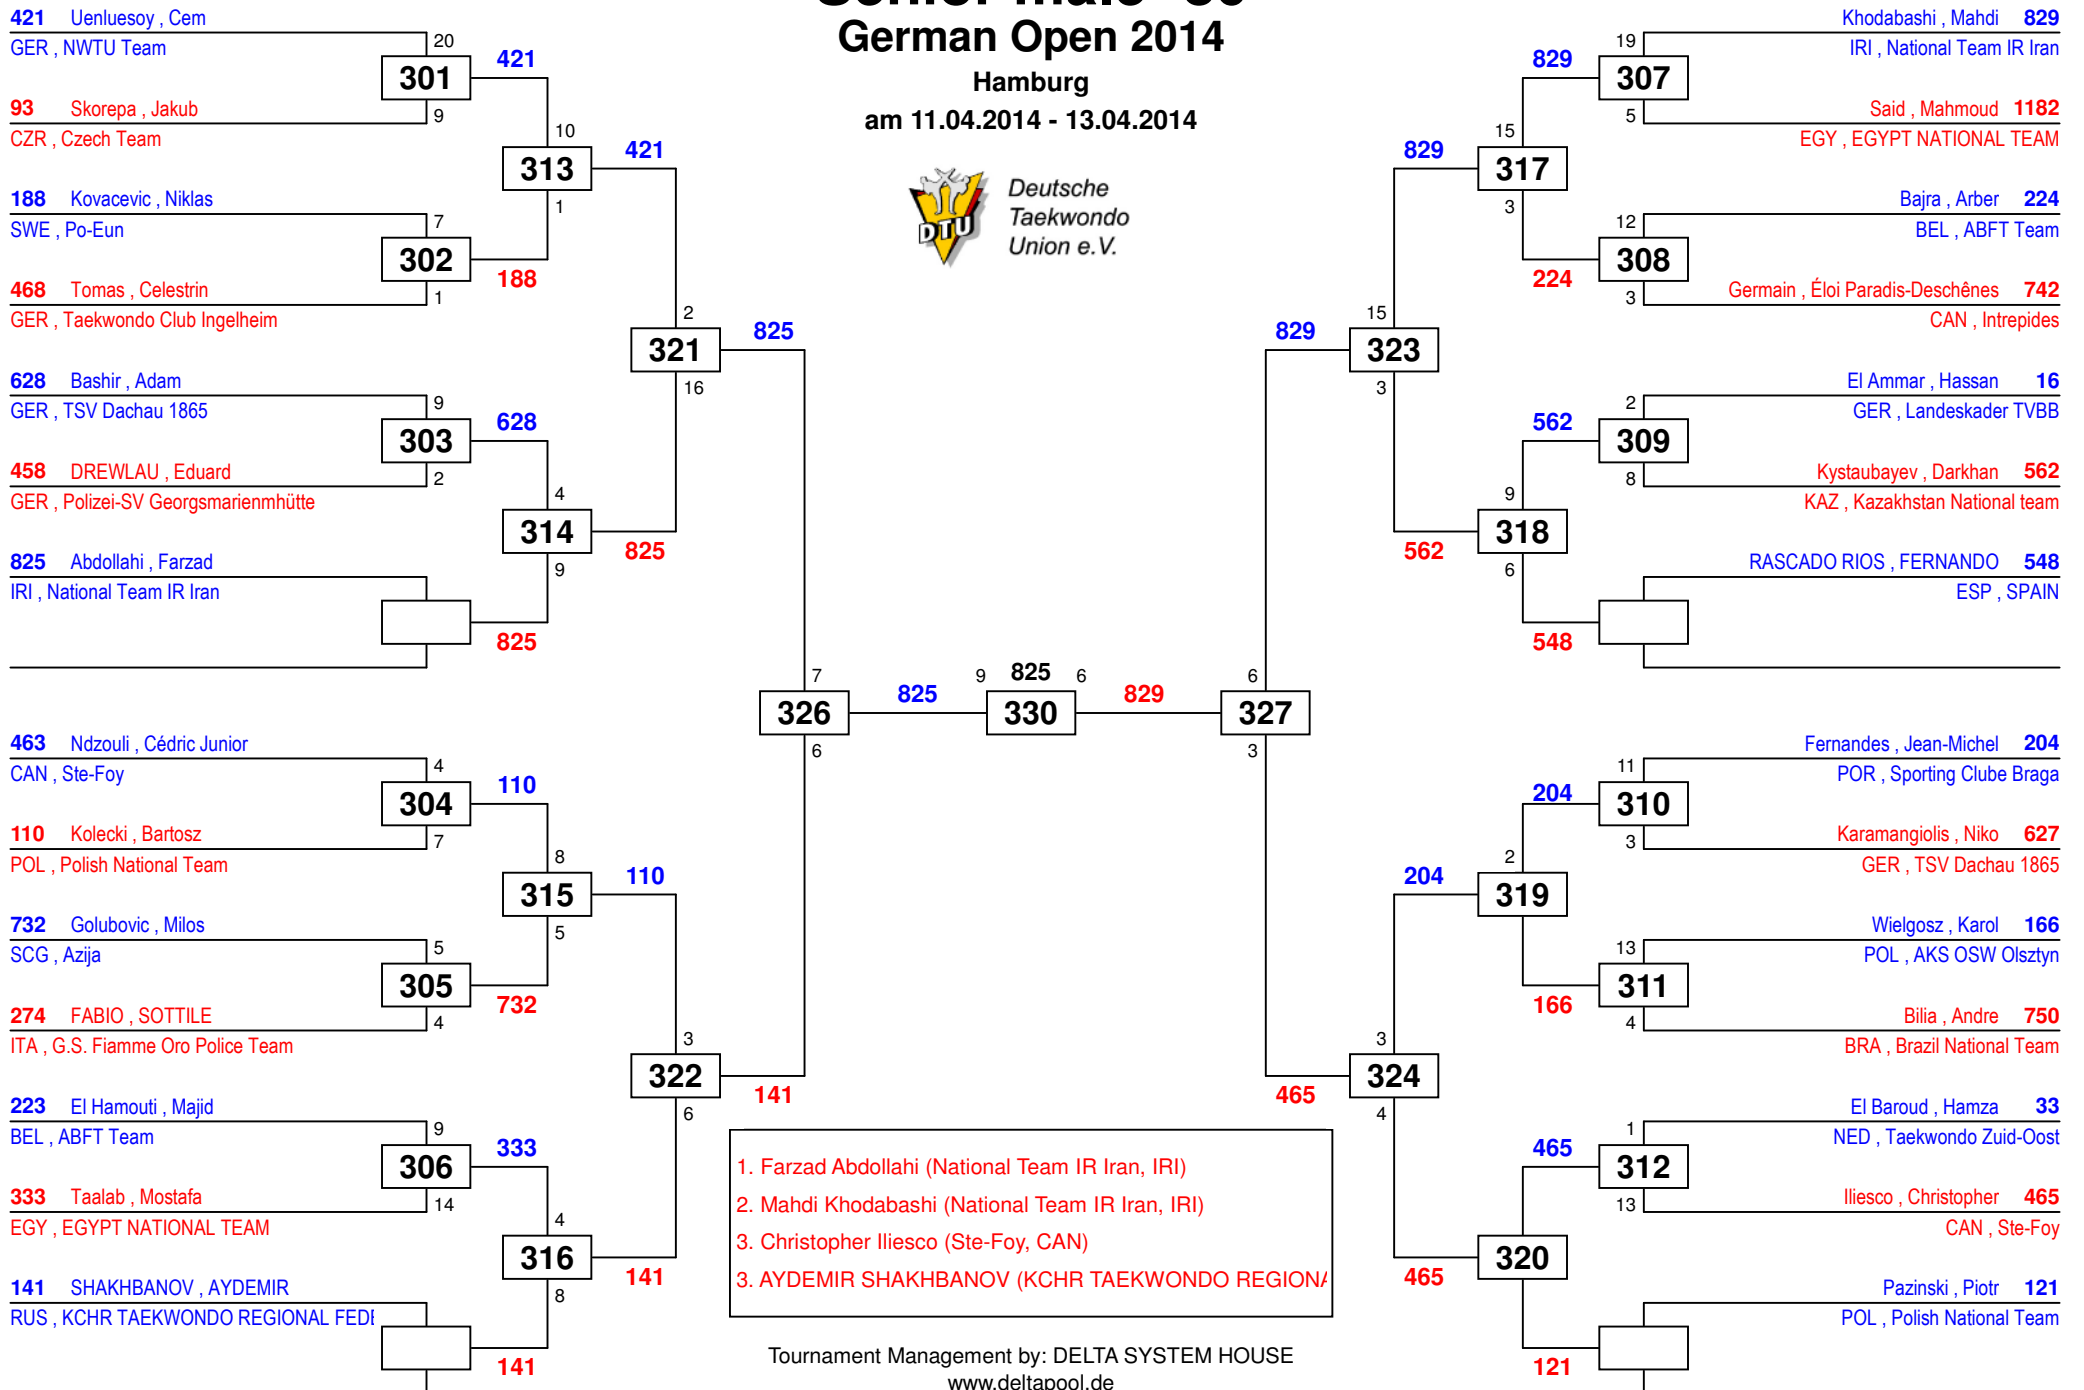 German Open 2014
Hamburg
am 11.04.2014 - 13.04.2014
DTU
Deutsche
Taekwondo
Union e.V.
421 Uenluesoy , Cem
GER , NWTU Team
20
301
421
93 Skorepa , Jakub
9
CZR , Czech Team
10
313
421
188 Kovacevic , Niklas
1
SWE , Po-Eun
7
302
188
468 Tomas , Celestrin
1
GER , Taekwondo Club Ingelheim
2
321
825
16
628 Bashir , Adam
GER , TSV Dachau 1865
9
303
628
458 DREWLAU , Eduard
2
GER , Polizei-SV Georgsmarienmhütte
4
314
825
9
825 Abdollahi , Farzad
IRI , National Team IR Iran
825
7
326
825
6
463 Ndzouli , Cédric Junior
CAN , Ste-Foy
4
304
110
110 Kolecki , Bartosz
7
POL , Polish National Team
8
315
110
5
732 Golubovic , Milos
SCG , Azija
5
305
732
274 FABIO , SOTTILE
4
ITA , G.S. Fiamme Oro Police Team
3
322
141
6
223 El Hamouti , Majid
BEL , ABFT Team
9
306
333
333 Taalab , Mostafa
14
EGY , EGYPT NATIONAL TEAM
4
316
141
8
141 SHAKHBANOV , AYDEMIR
RUS , KCHR TAEKWONDO REGIONAL
141
9 825 6
330
829
Khodabashi , Mahdi 829
IRI , National Team IR Iran
19
829
307
Said , Mahmoud 1182
5
EGY , EGYPT NATIONAL TEAM
15
829
317
3
Bajra , Arber 224
BEL , ABFT Team
12
308
224
Germain , Éloi Paradis-Deschênes 742
3
CAN , Intrepides
15
829
323
3
El Ammar , Hassan 16
GER , Landeskader TVBB
2
562
309
Kystaubayev , Darkhan 562
8
KAZ , Kazakhstan National team
9
318
562
6
RASCADO RIOS , FERNANDO 548
ESP , SPAIN
548
6
327
3
Fernandes , Jean-Michel 204
POR , Sporting Clube Braga
11
204
310
Karamangiolis , Niko 627
3
GER , TSV Dachau 1865
2
204
319
Wielgosz , Karol 166
POL , AKS OSW Olsztyn
13
311
166
Bilia , Andre 750
4
BRA , Brazil National Team
3
324
465
4
El Baroud , Hamza 33
NED , Taekwondo Zuid-Oost
1
465
312
Iliesco , Christopher 465
13
CAN , Ste-Foy
320
465
Pazinski , Piotr 121
POL , Polish National Team
121
1. Farzad Abdollahi (National Team IR Iran, IRI)
2. Mahdi Khodabashi (National Team IR Iran, IRI)
3. Christopher Iliesco (Ste-Foy, CAN)
3. AYDEMIR SHAKHBANOV (KCHR TAEKWONDO
Tournament Management by: DELTA SYSTEM HOUSE
www.deltapool.de